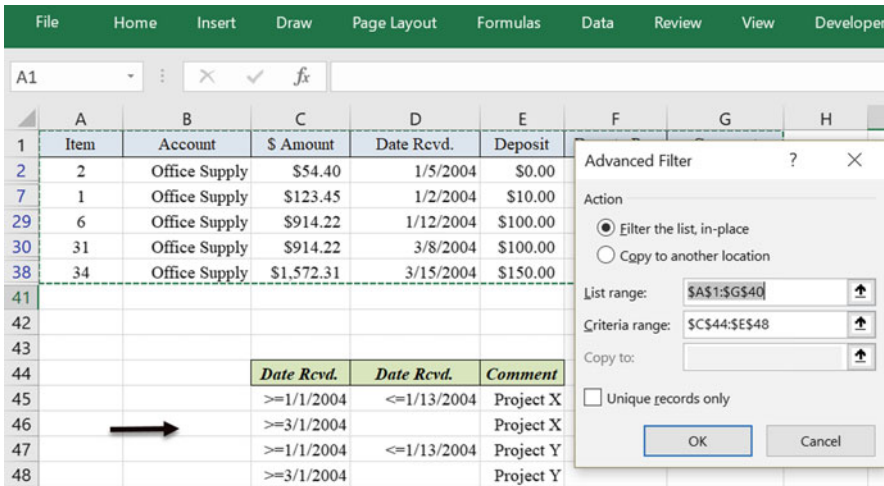 File Home Insert Draw Page Layout Formulas Data Review View Developer
A1 fx
A B C D E F G H
1 Item Account $ Amount Date Rcvd. Deposit
2 2 Office Supply $54.40 1/5/2004 $0.00
7 1 Office Supply $123.45 1/2/2004 $10.00
29 6 Office Supply $914.22 1/12/2004 $100.00
30 31 Office Supply $914.22 3/8/2004 $100.00
38 34 Office Supply $1,572.31 3/15/2004 $150.00
41
42
43
44 Date Rcvd. Date Rcvd. Comment
45 >=1/1/2004 <=1/13/2004 Project X
46 >=3/1/2004 Project X
47 >=1/1/2004 <=1/13/2004 Project Y
48 >=3/1/2004 Project Y
Advanced Filter ? ×
Action
Filter the list, in-place
Copy to another location
List range: $A$1:$G$40
Criteria range: $C$44:$E$48
Copy to:
Unique records only
OK Cancel